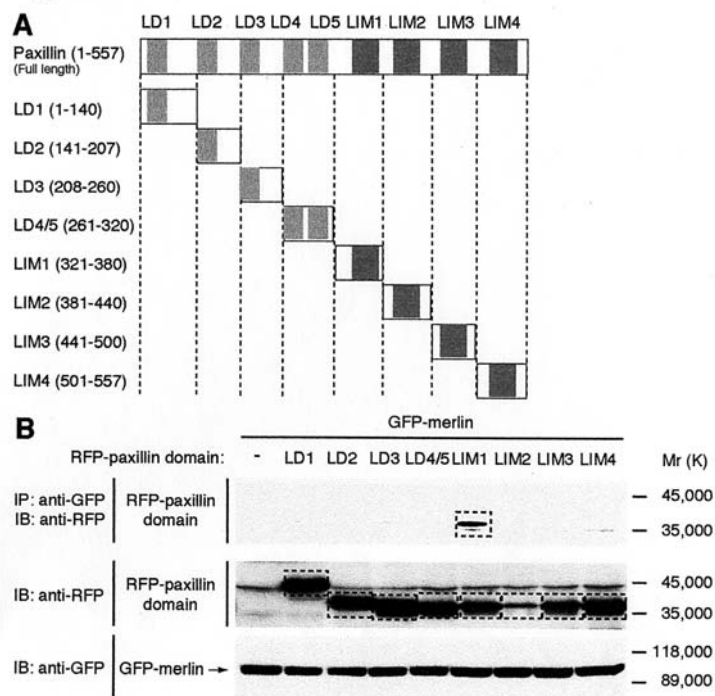 A
LD1 LD2 LD3 LD4 LD5 LIM1 LIM2 LIM3 LIM4
Paxillin (1-557)
(Full length)
LD1 (1-140)
LD2 (141-207)
LD3 (208-260)
LD4/5 (261-320)
LIM1 (321-380)
LIM2 (381-440)
LIM3 (441-500)
LIM4 (501-557)
B
GFP-merlin
RFP-paxillin domain: - LD1 LD2 LD3 LD4/5 LIM1 LIM2 LIM3 LIM4 Mr (K)
IP: anti-GFP
IB: anti-RFP
RFP-paxillin
domain
45,000
35,000
IB: anti-RFP
RFP-paxillin
domain
45,000
35,000
IB: anti-GFP
GFP-merlin →
118,000
89,000